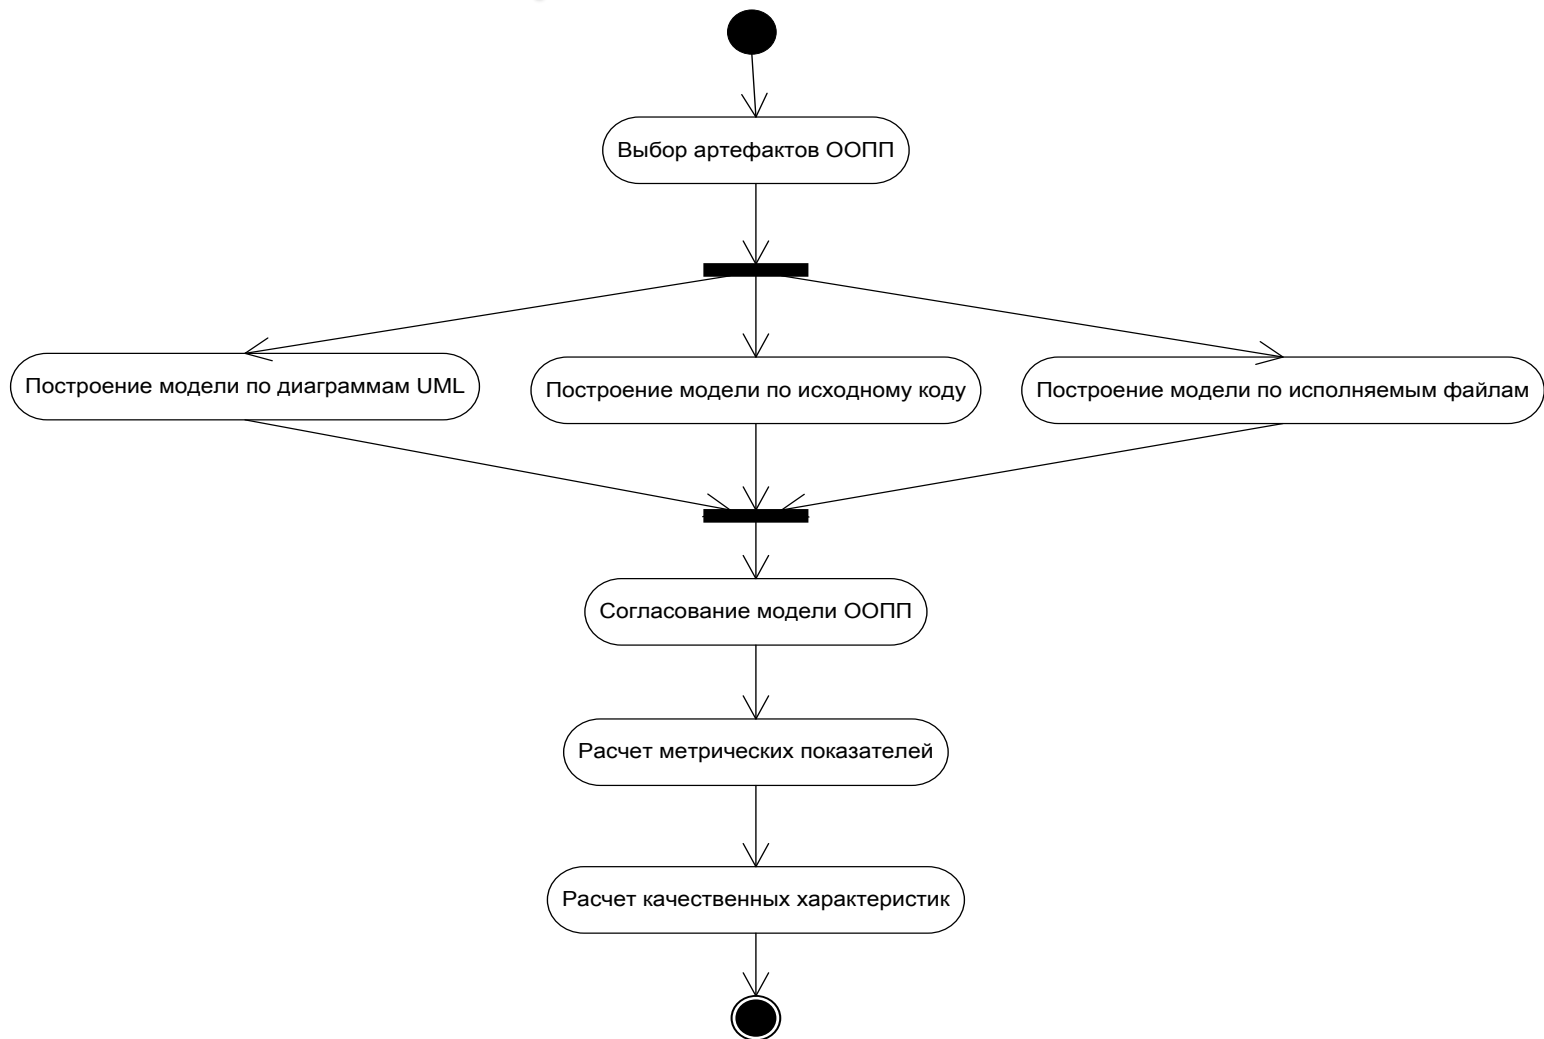 Выбор артефактов ООПП
Построение модели по диаграммам UML
Построение модели по исходному коду
Построение модели по исполняемым файлам
Согласование модели ООПП
Расчет метрических показателей
Расчет качественных характеристик